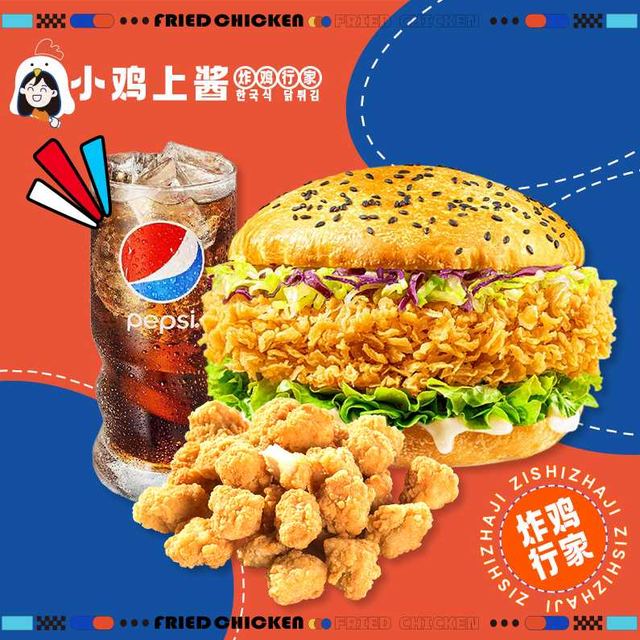 FRIED CHICKEN FRIED CHICKEN
小鸡上酱 炸鸡行家
한국식 닭튀김
pepsi.
ZISHIZHAJI ZISHIZHAJI ZISHIZHAJI
炸鸡
行家
FRIED CHICKEN FRIED CHICKEN